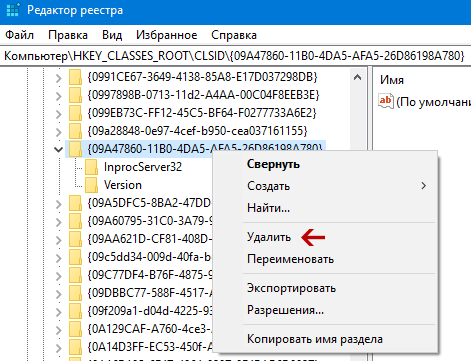 Редактор реестра
Файл Правка Вид Избранное Справка
Компьютер\HKEY_CLASSES_ROOT\CLSID\{09A47860-11B0-4DA5-AFA5-26D86198A780}
{0991CE67-3649-4138-85A8-E17D037298DB}
{0997898B-0713-11d2-A4AA-00C04F8EEB3E}
{099EB73C-FF12-45C5-BF64-F0277733A6E2}
{09a28848-0e97-4cef-b950-cea037161155}
{09A47860-11B0-4DA5-AFA5-26D86198A780}
InprocServer32
Version
{09A5DFC5-8BA2-47DD
{09A60795-31C0-3A79-9
{09AA621D-CF81-408D-
{09c5dd34-009d-40fa-b
{09C77DF4-B76F-4875-9
{09DBBC77-588F-4517-A
{09f209a1-d04d-4225-93
{0A129CAF-A760-4ce3-
{0A14D3FF-EC53-450f-A
Имя
ab
(По умолчан
Свернуть
Создать
Найти...
Удалить
Переименовать
Экспортировать
Разрешения...
Копировать имя раздела